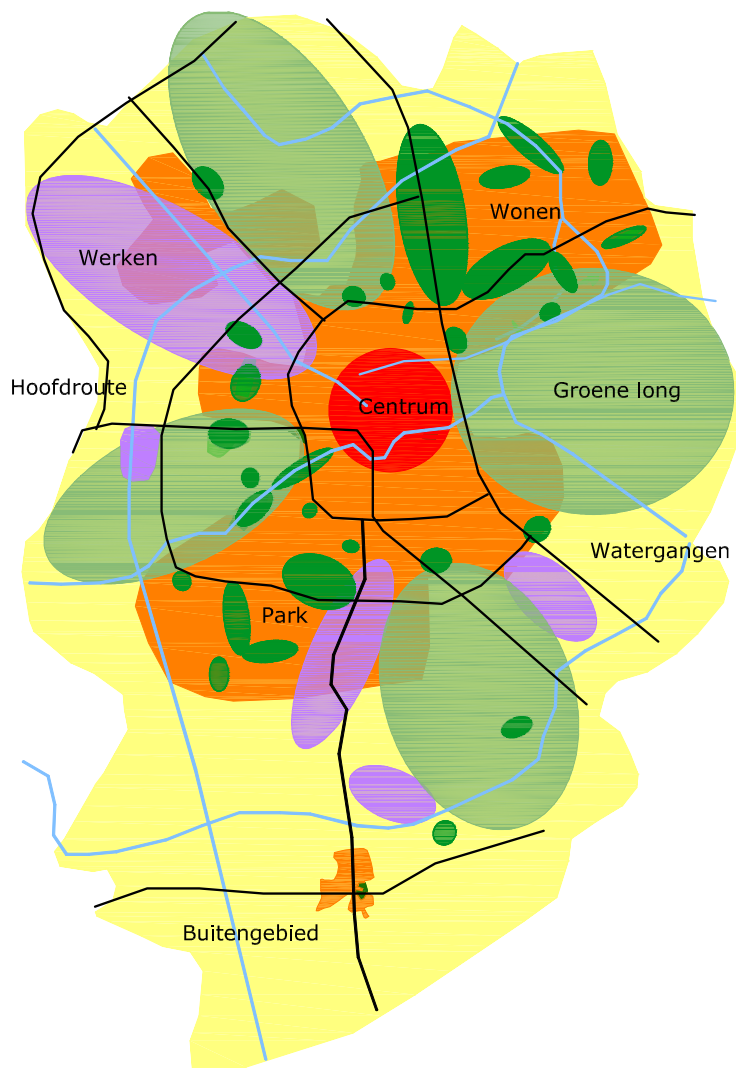 Wonen
Werken
Hoofdroute
Groene long
Centrum
Watergangen
Park
Buitengebied